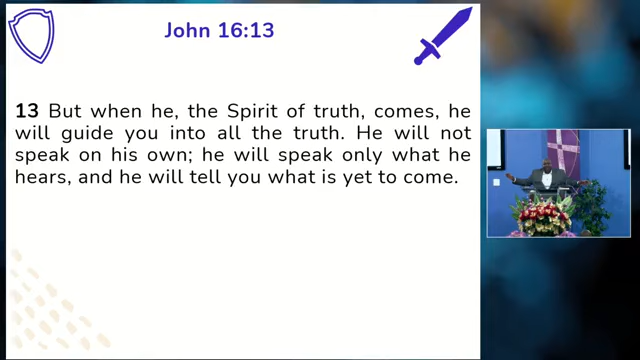 John 16:13
13 But when he, the Spirit of truth, comes, he
will guide you into all the truth. He will not
speak on his own; he will speak only what he
hears, and he will tell you what is yet to come.